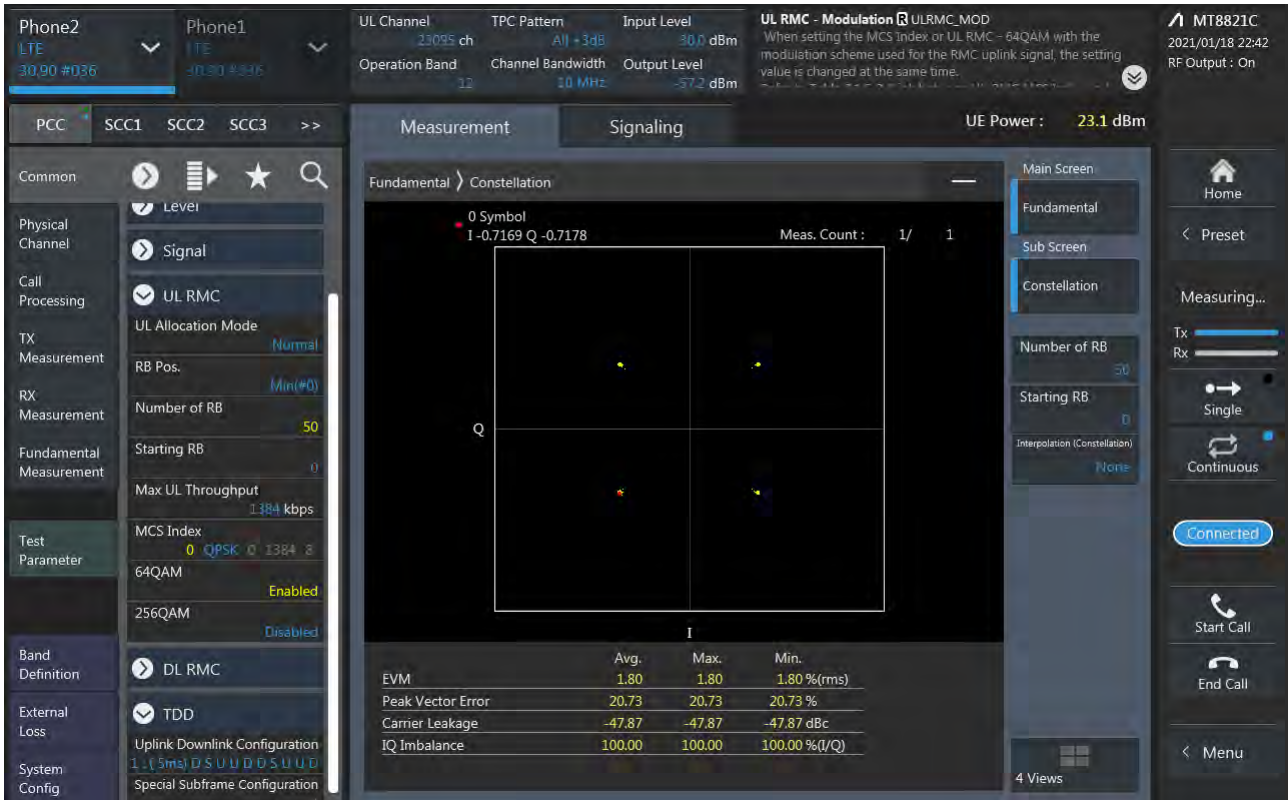 Phone2
LTE
30.90 #036
Phone1
LTE
UL Channel
23095 ch
Operation Band
12
TPC Pattern
All +3dB
Channel Bandwidth
10 MHz
Input Level
30.0 dBm
Output Level
-57.2 dBm
UL RMC - Modulation R ULRMC_MOD
When setting the MCS Index or UL RMC - 64QAM with the
modulation scheme used for the RMC uplink signal, the setting
value is changed at the same time.
MT8821C
2021/01/18 22:42
RF Output : On
PCC SCC1 SCC2 SCC3 >>
Measurement Signaling
UE Power : 23.1 dBm
Common
Physical
Channel
Call
Processing
TX
Measurement
RX
Measurement
Fundamental
Measurement
Test
Parameter
Band
Definition
External
Loss
System
Config
Level
Signal
UL RMC
UL Allocation Mode
Normal
RB Pos.
Min(#0)
Number of RB
50
Starting RB
0
Max UL Throughput
1384 kbps
MCS Index
0 QPSK 0 1384 8
64QAM
Enabled
256QAM
Disabled
DL RMC
TDD
Uplink Downlink Configuration
1 : ( 5ms) D S U U D D S U U D
Special Subframe Configuration
Fundamental > Constellation
0 Symbol
I -0.7169 Q -0.7178
Meas. Count : 1/ 1
Q
I
Avg. Max. Min.
EVM 1.80 1.80 1.80 %(rms)
Peak Vector Error 20.73 20.73 20.73 %
Carrier Leakage -47.87 -47.87 -47.87 dBc
IQ Imbalance 100.00 100.00 100.00 %(I/Q)
Main Screen
Fundamental
Sub Screen
Constellation
Number of RB
50
Starting RB
0
Interpolation (Constellation)
None
4 Views
Home
< Preset
Measuring...
Tx
Rx
Single
Continuous
Connected
Start Call
End Call
< Menu